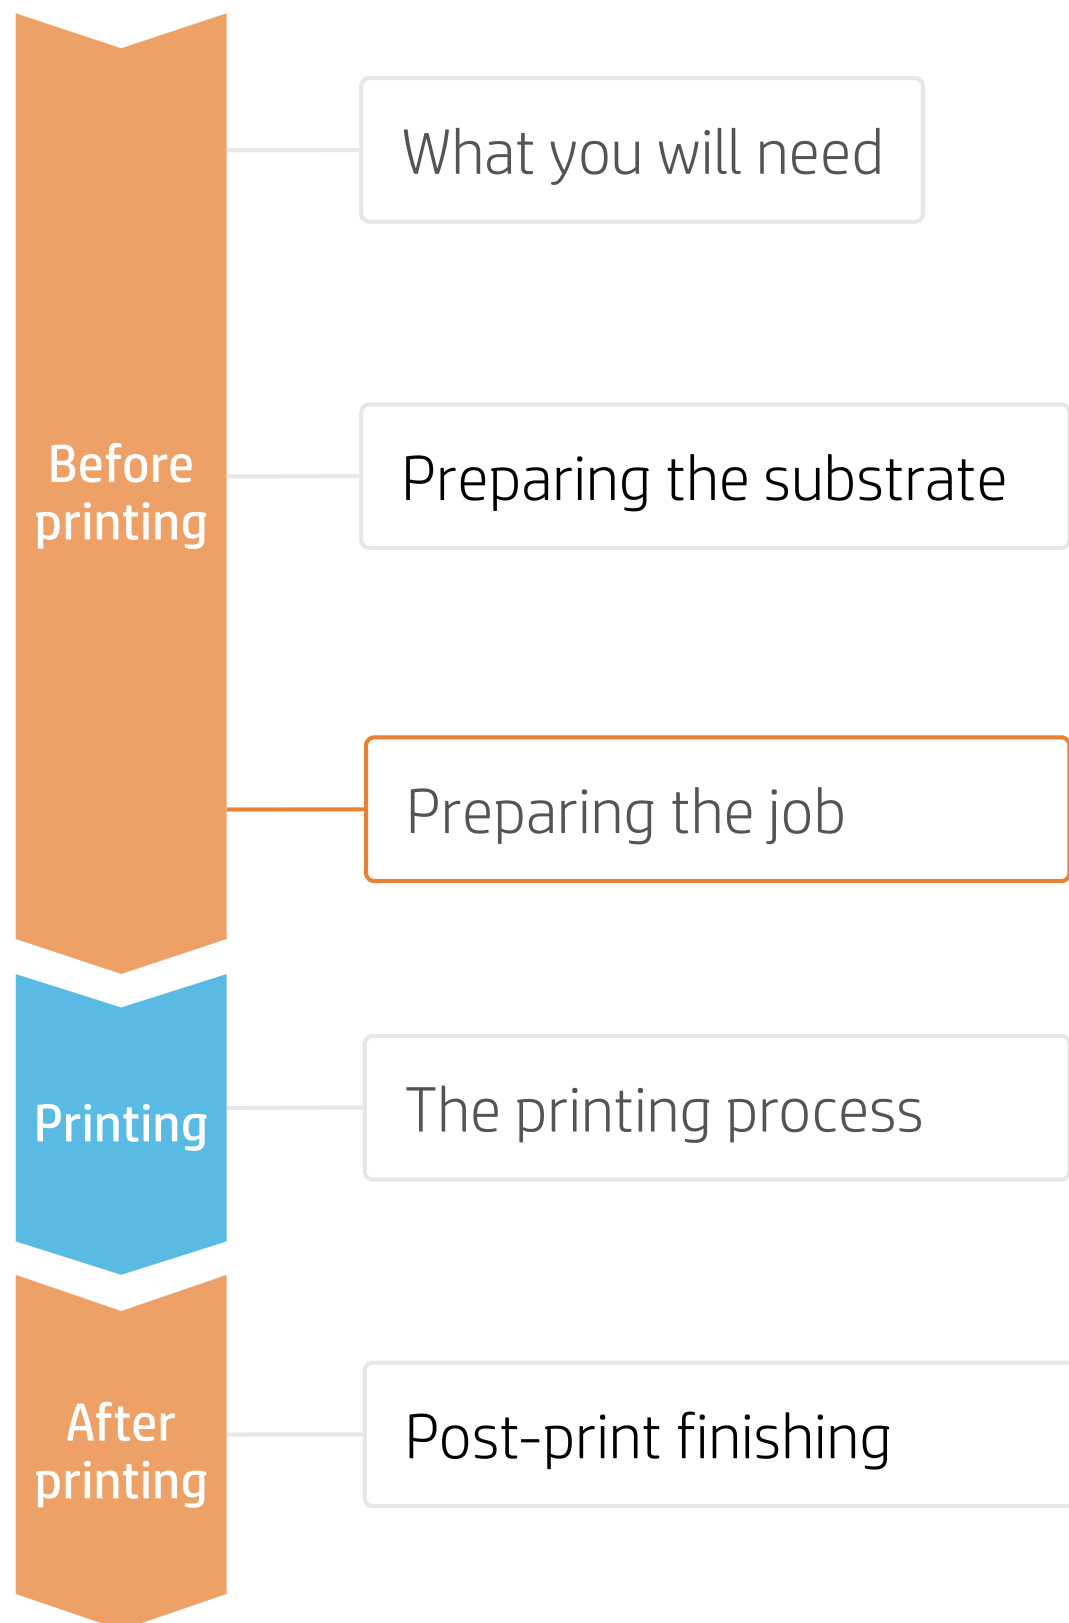 What you will need
Before
printing
Preparing the substrate
Preparing the job
Printing
The printing process
After
printing
Post-print finishing